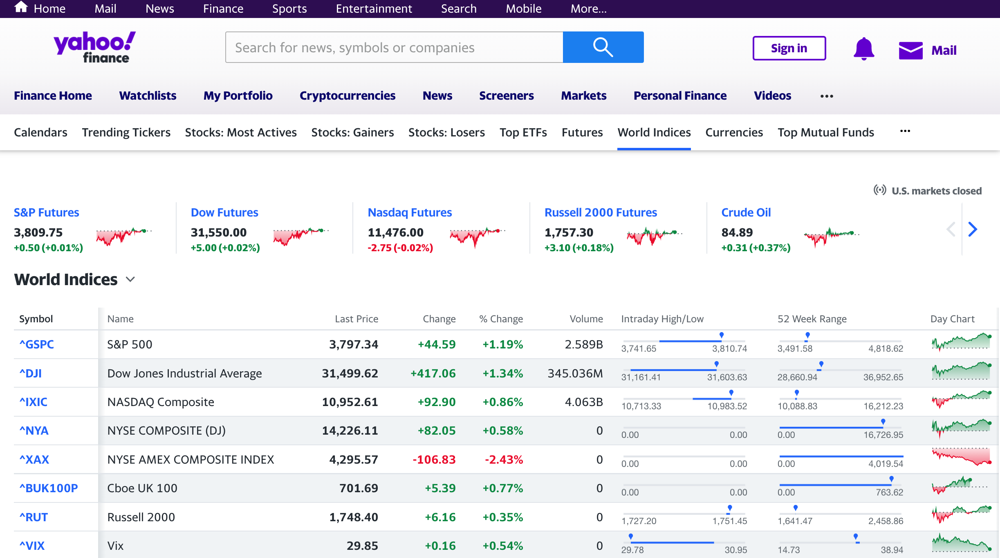 Home Mail News Finance Sports Entertainment Search Mobile More...
yahoo! finance
Search for news, symbols or companies
Sign in
Mail
Finance Home Watchlists My Portfolio Cryptocurrencies News Screeners Markets Personal Finance Videos ...
Calendars Trending Tickers Stocks: Most Actives Stocks: Gainers Stocks: Losers Top ETFs Futures World Indices Currencies Top Mutual Funds ...
U.S. markets closed
S&P Futures
3,809.75
+0.50 (+0.01%)
Dow Futures
31,550.00
+5.00 (+0.02%)
Nasdaq Futures
11,476.00
-2.75 (-0.02%)
Russell 2000 Futures
1,757.30
+3.10 (+0.18%)
Crude Oil
84.89
+0.31 (+0.37%)
World Indices
Symbol Name Last Price Change % Change Volume Intraday High/Low 52 Week Range Day Chart
^GSPC S&P 500 3,797.34 +44.59 +1.19% 2.589B 3,741.65 3,810.74 3,491.58 4,818.62
^DJI Dow Jones Industrial Average 31,499.62 +417.06 +1.34% 345.036M 31,161.41 31,603.63 28,660.94 36,952.65
^IXIC NASDAQ Composite 10,952.61 +92.90 +0.86% 4.063B 10,713.33 10,983.52 10,088.83 16,212.23
^NYA NYSE COMPOSITE (DJ) 14,226.11 +82.05 +0.58% 0 0.00 0.00 0.00 16,726.95
^XAX NYSE AMEX COMPOSITE INDEX 4,295.57 -106.83 -2.43% 0 0.00 0.00 0.00 4,019.54
^BUK100P Cboe UK 100 701.69 +5.39 +0.77% 0 0.00 0.00 0.00 763.62
^RUT Russell 2000 1,748.40 +6.16 +0.35% 0 1,727.20 1,751.45 1,641.47 2,458.86
^VIX Vix 29.85 +0.16 +0.54% 0 29.78 30.95 14.73 38.94